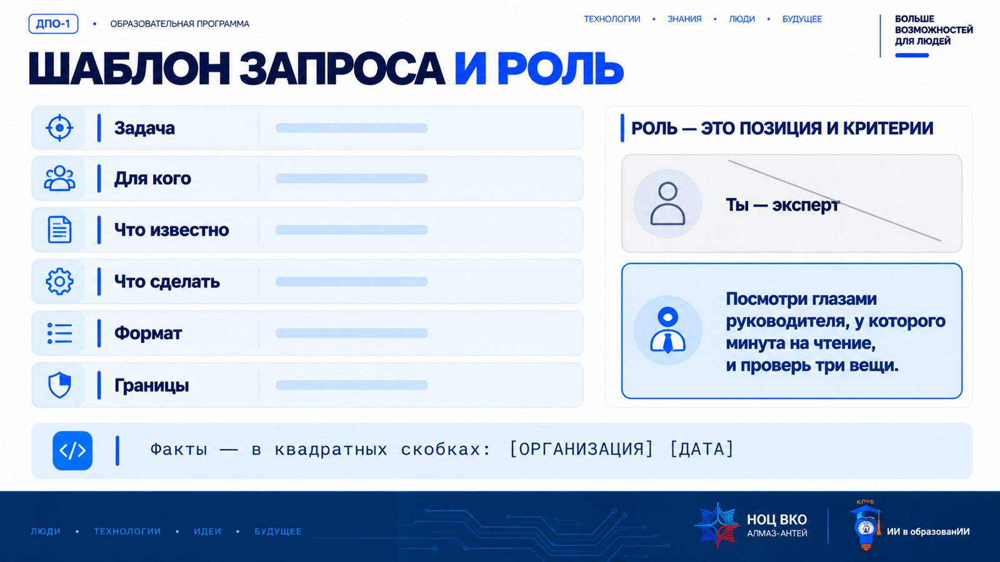 ДПО-1 • ОБРАЗОВАТЕЛЬНАЯ ПРОГРАММА
ТЕХНОЛОГИИ • ЗНАНИЯ • ЛЮДИ • БУДУЩЕЕ
БОЛЬШЕ
ВОЗМОЖНОСТЕЙ
ДЛЯ ЛЮДЕЙ
ШАБЛОН ЗАПРОСА И РОЛЬ
Задача
Для кого
Что известно
Что сделать
Формат
Границы
РОЛЬ — ЭТО ПОЗИЦИЯ И КРИТЕРИИ
Ты — эксперт
Посмотри глазами
руководителя, у которого
минута на чтение,
и проверь три вещи.
</> Факты — в квадратных скобках: [ОРГАНИЗАЦИЯ] [ДАТА]
ЛЮДИ • ТЕХНОЛОГИИ • ИДЕИ • БУДУЩЕЕ
НОЦ ВКО
АЛМАЗ-АНТЕЙ
КЛУБ
ИИ в образованИИ